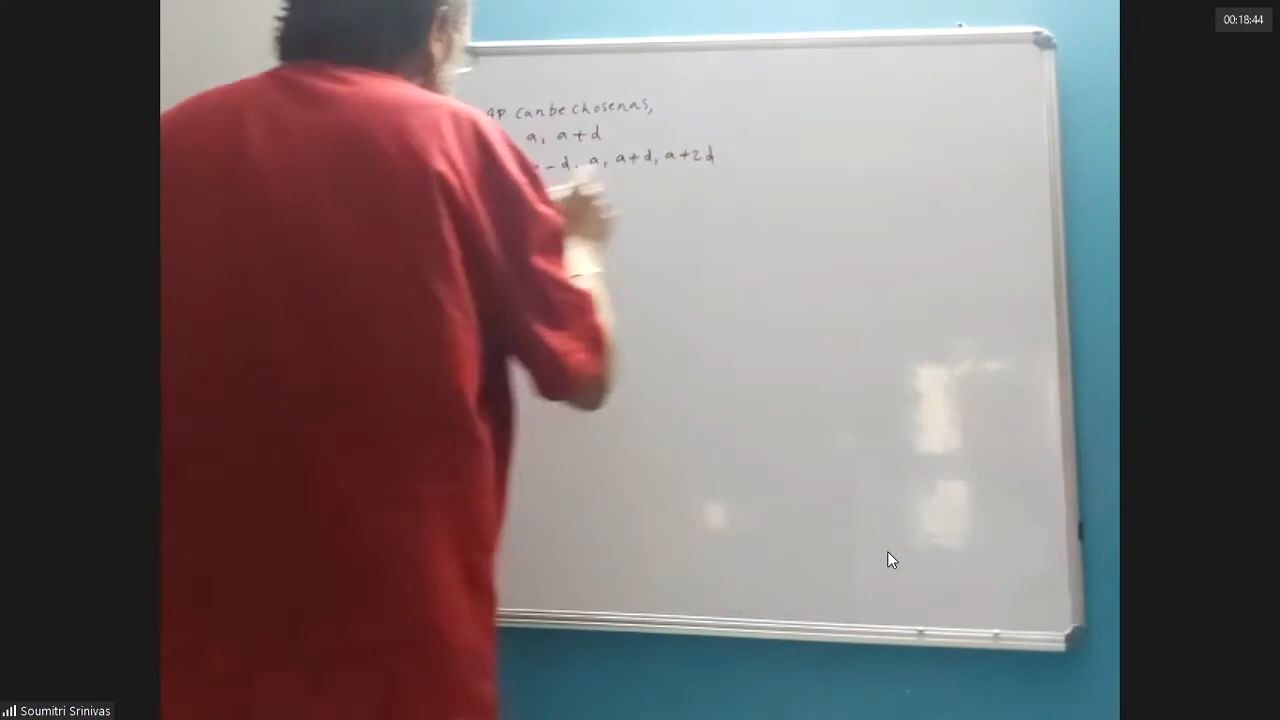 00:18:44
AP can be chosen as,
a, a+d
-d, a, a+d, a+2d
Soumitri Srinivas